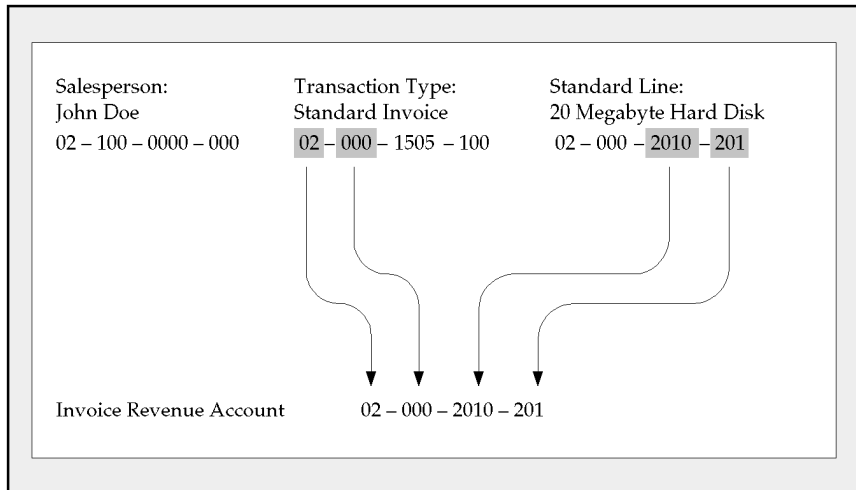 Salesperson:
John Doe
02 – 100 – 0000 – 000
Transaction Type:
Standard Invoice
02 – 000 – 1505 – 100
Standard Line:
20 Megabyte Hard Disk
02 – 000 – 2010 – 201
Invoice Revenue Account 02 – 000 – 2010 – 201